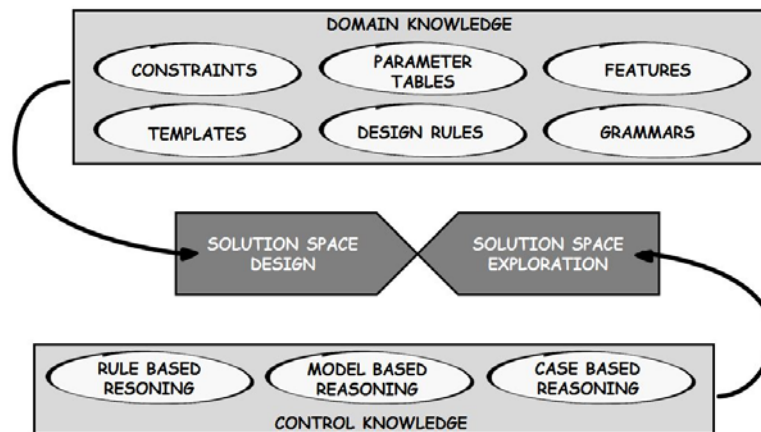 DOMAIN KNOWLEDGE
CONSTRAINTS
PARAMETER
TABLES
FEATURES
TEMPLATES
DESIGN RULES
GRAMMARS
SOLUTION SPACE
DESIGN
SOLUTION SPACE
EXPLORATION
RULE BASED
RESONING
MODEL BASED
REASONING
CASE BASED
REASONING
CONTROL KNOWLEDGE